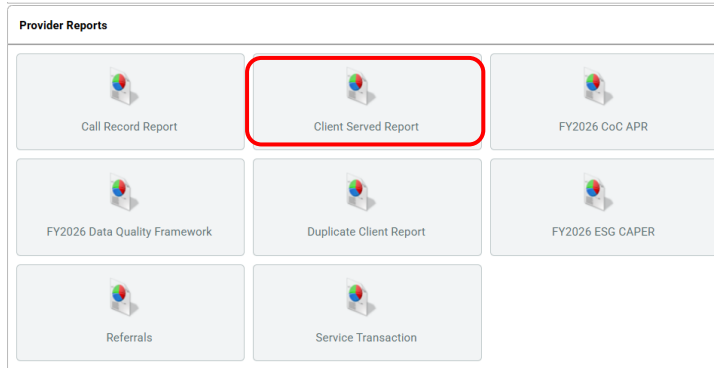 Provider Reports
Call Record Report
Client Served Report
FY2026 CoC APR
FY2026 Data Quality Framework
Duplicate Client Report
FY2026 ESG CAPER
Referrals
Service Transaction